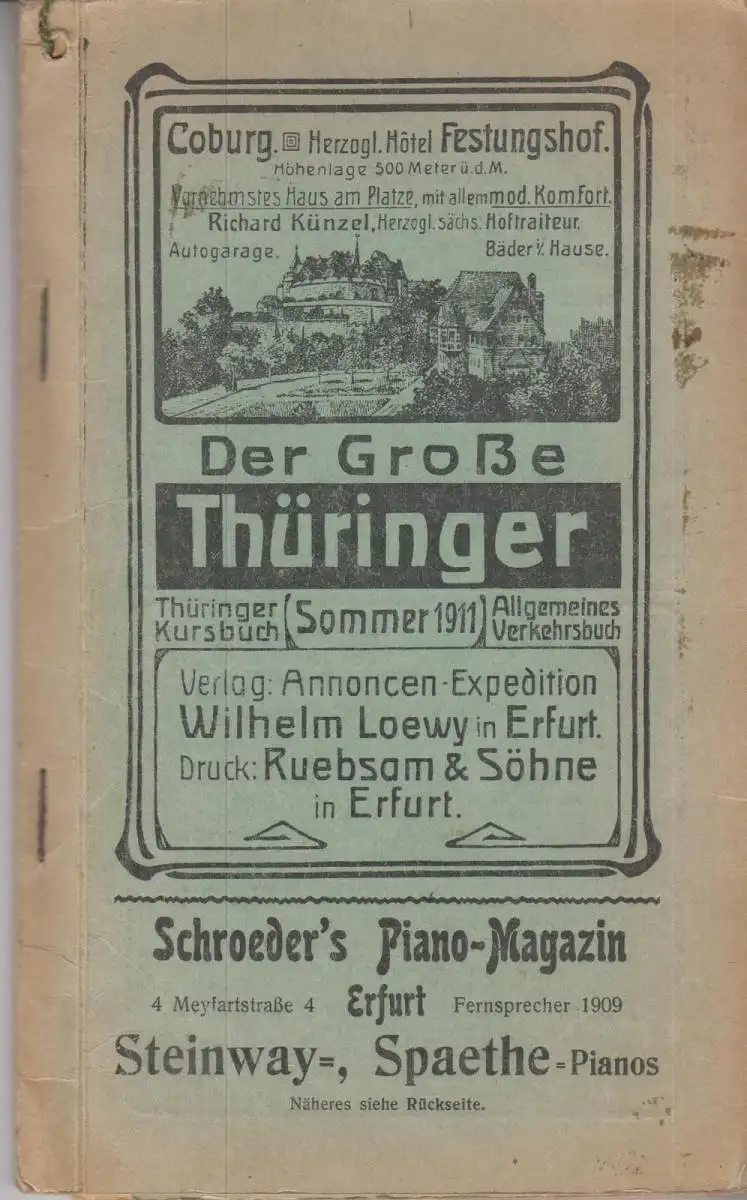 Coburg. Herzogl. Hôtel Festungshof.
Höhenlage 500 Meter ü.d.M.
Vornehmstes Haus am Platze, mit allem mod. Komfort.
Richard Künzel, Herzogl. sächs. Hoftraiteur.
Autogarage. Bäder i/. Hause.
Der Große
Thüringer
Thüringer Kursbuch
(Sommer 1911)
Allgemeines Verkehrsbuch
Verlag: Annoncen-Expedition
Wilhelm Loewy in Erfurt.
Druck: Ruebsam & Söhne
in Erfurt.
Schroeder's Piano-Magazin
4 Meyfartstraße 4 Erfurt Fernsprecher 1909
Steinway=, Spaethe=Pianos
Näheres siehe Rückseite.